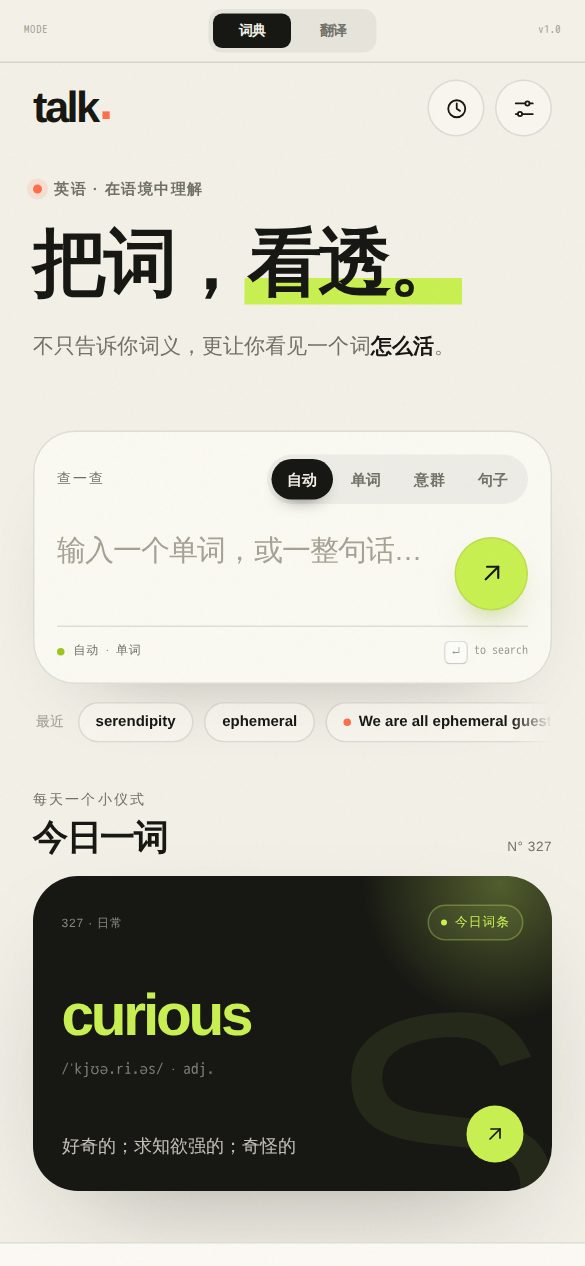 MODE
词典 翻译
v1.0
talk.
英语 · 在语境中理解
把词，看透。
不只告诉你词义，更让你看见一个词怎么活。
查一查
自动 单词 意群 句子
输入一个单词，或一整句话…
自动 · 单词
↵ to search
最近 serendipity ephemeral We are all ephemeral guest
每天一个小仪式
今日一词
N° 327
327 · 日常
今日词条
curious
/ˈkjʊə.ri.əs/ · adj.
好奇的；求知欲强的；奇怪的